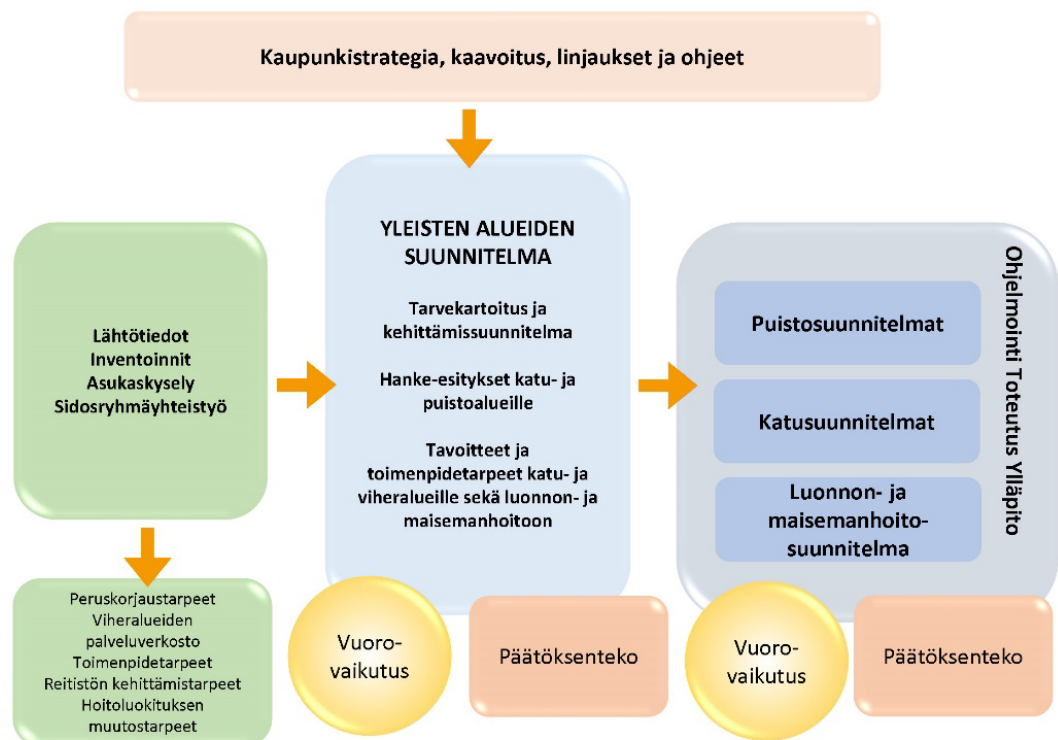 Kaupunkistrategia, kaavoitus, linjaukset ja ohjeet
Lähtötiedot
Inventoinnit
Asukaskysely
Sidosryhmäyhteistyö
Peruskorjaustarpeet
Viheralueiden
palveluverkosto
Toimenpidetarpeet
Reitistön kehittämistarpeet
Hoitoluokituksen
muutostarpeet
YLEISTEN ALUEIDEN
SUUNNITELMA
Tarvekartoitus ja
kehittämissuunnitelma
Hanke-esitykset katu- ja
puistoalueille
Tavoitteet ja
toimenpidetarpeet katu- ja
viheralueille sekä luonnon- ja
maisemanhoitoon
Vuoro-
vaikutus
Päätöksenteko
Puistosuunnitelmat
Katusuunnitelmat
Luonnon- ja
maisemanhoito-
suunnitelma
Ohjelmointi Toteutus Ylläpito
Vuoro-
vaikutus
Päätöksenteko